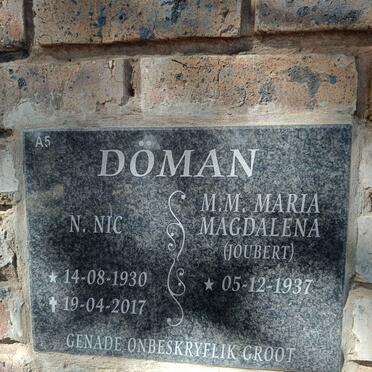 A5
DÖMAN
N. NIC
★ 14-08-1930
✝ 19-04-2017
M.M. MARIA
MAGDALENA
(JOUBERT)
★ 05-12-1937
GENADE ONBESKRYFLIK GROOT